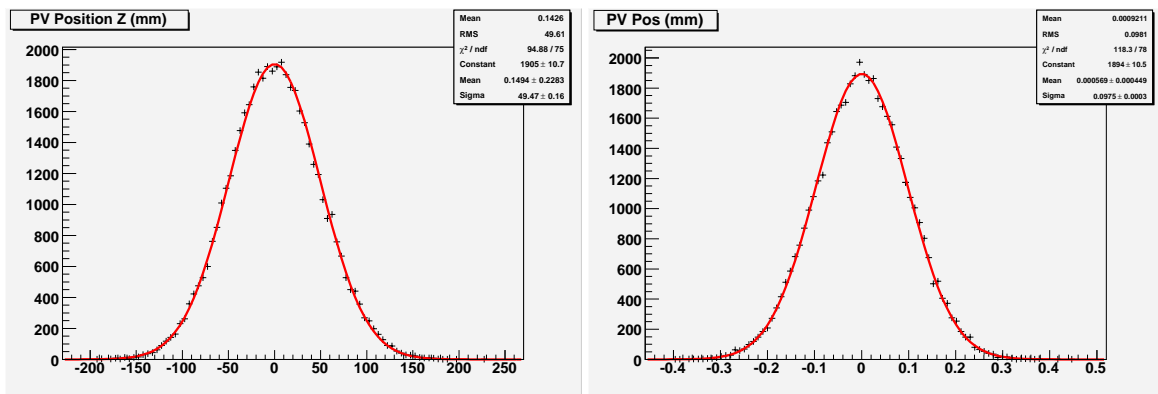 PV Position Z (mm)
Mean 0.1426
RMS 49.61
χ² / ndf 94.88 / 75
Constant 1905 ± 10.7
Mean 0.1494 ± 0.2283
Sigma 49.47 ± 0.16
2000
1800
1600
1400
1200
1000
800
600
400
200
0
-200 -150 -100 -50 0 50 100 150 200 250
PV Pos (mm)
Mean 0.0009211
RMS 0.0981
χ² / ndf 118.3 / 78
Constant 1894 ± 10.5
Mean 0.000569 ± 0.000449
Sigma 0.0975 ± 0.0003
2000
1800
1600
1400
1200
1000
800
600
400
200
0
-0.4 -0.3 -0.2 -0.1 0 0.1 0.2 0.3 0.4 0.5